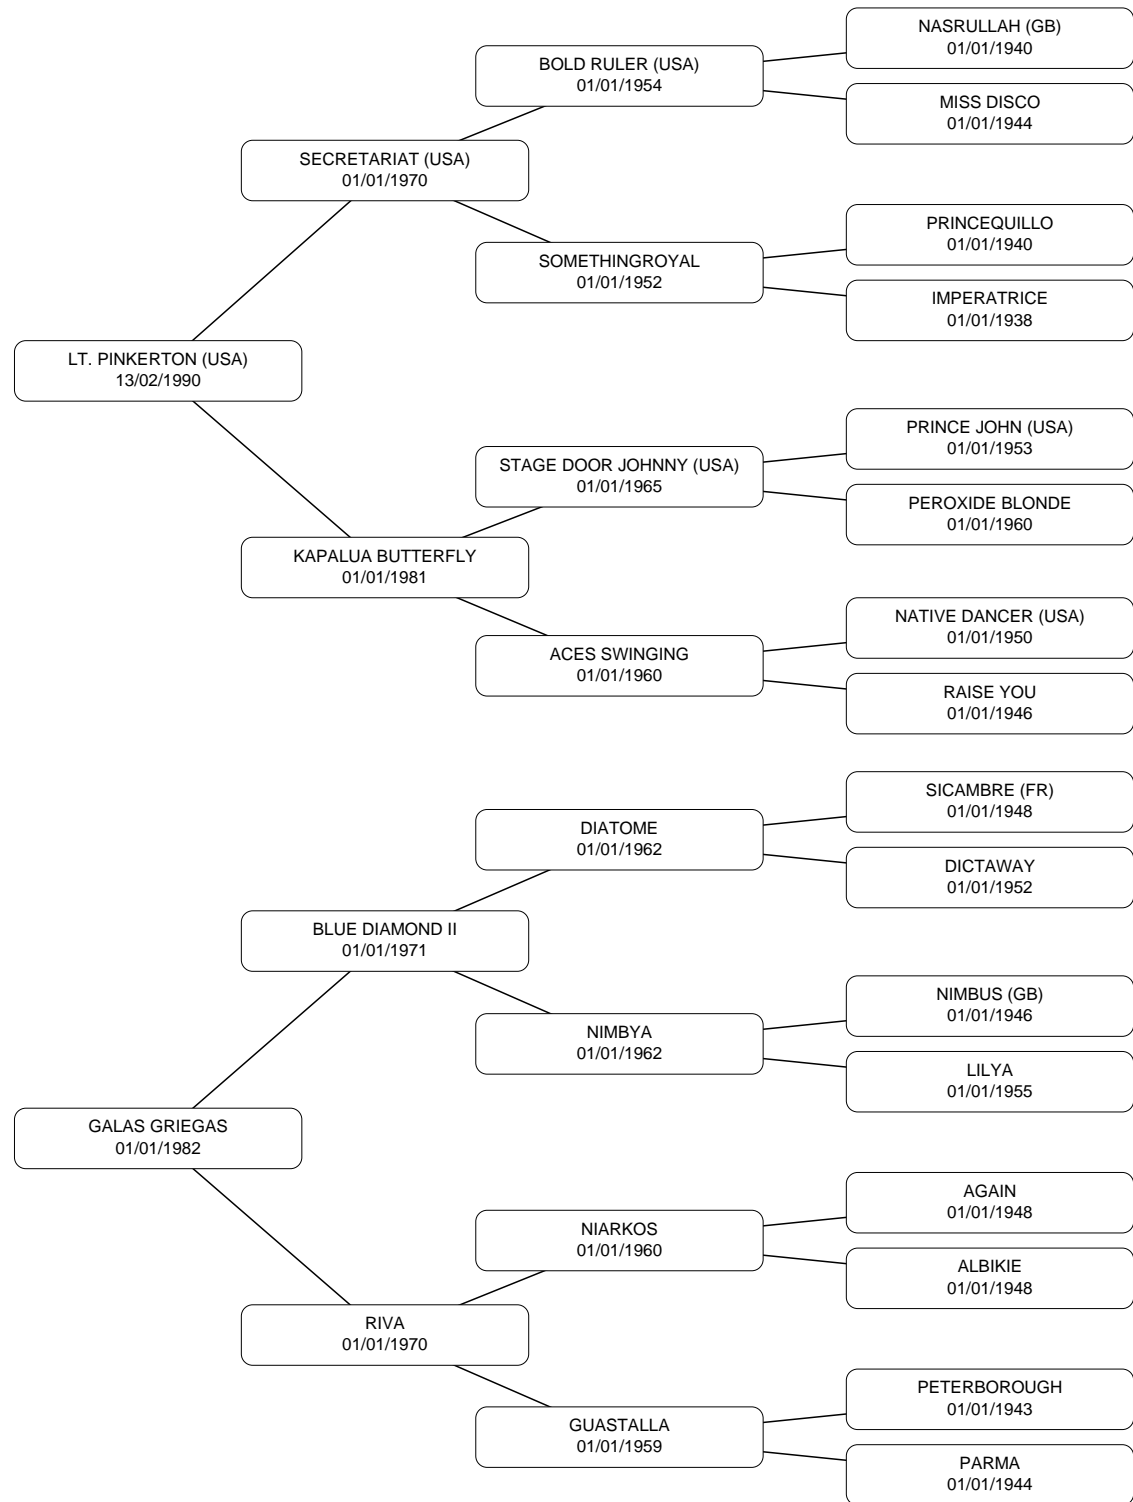 NASRULLAH (GB)
01/01/1940
BOLD RULER (USA)
01/01/1954
MISS DISCO
01/01/1944
SECRETARIAT (USA)
01/01/1970
PRINCEQUILLO
01/01/1940
SOMETHINGROYAL
01/01/1952
IMPERATRICE
01/01/1938
LT. PINKERTON (USA)
13/02/1990
PRINCE JOHN (USA)
01/01/1953
STAGE DOOR JOHNNY (USA)
01/01/1965
PEROXIDE BLONDE
01/01/1960
KAPALUA BUTTERFLY
01/01/1981
NATIVE DANCER (USA)
01/01/1950
ACES SWINGING
01/01/1960
RAISE YOU
01/01/1946
SICAMBRE (FR)
01/01/1948
DIATOME
01/01/1962
DICTAWAY
01/01/1952
BLUE DIAMOND II
01/01/1971
NIMBUS (GB)
01/01/1946
NIMBYA
01/01/1962
LILYA
01/01/1955
GALAS GRIEGAS
01/01/1982
AGAIN
01/01/1948
NIARKOS
01/01/1960
ALBIKIE
01/01/1948
RIVA
01/01/1970
PETERBOROUGH
01/01/1943
GUASTALLA
01/01/1959
PARMA
01/01/1944